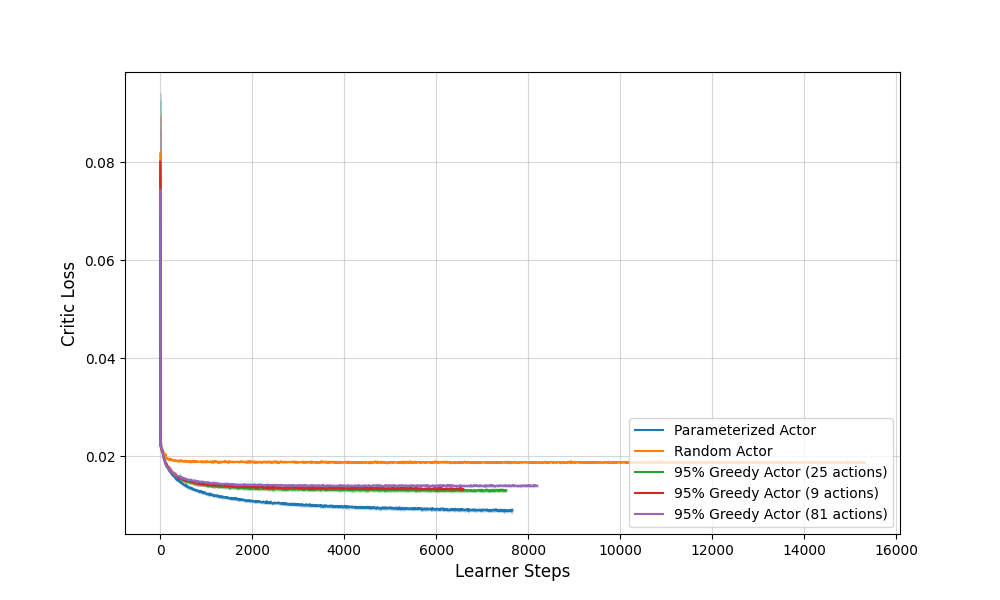 0.08
0.06
0.04
0.02
Critic Loss
0
2000
4000
6000
8000
10000
12000
14000
16000
Learner Steps
Parameterized Actor
Random Actor
95% Greedy Actor (25 actions)
95% Greedy Actor (9 actions)
95% Greedy Actor (81 actions)